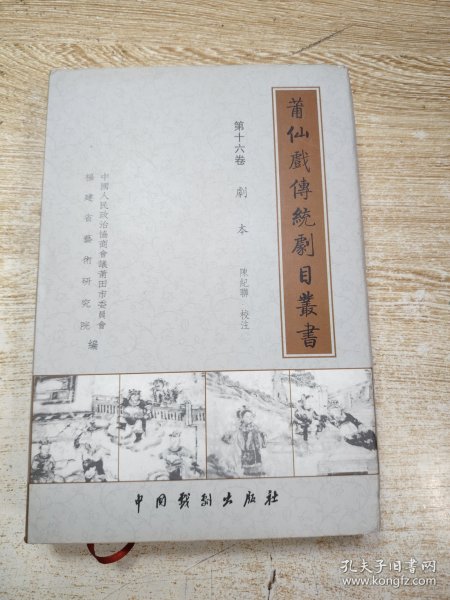 莆仙戲傳統劇目叢書
第十六卷 劇本 陳紀聯 校注
中國人民政治協商會議莆田市委員會
福建省藝術研究院 編
中国戏剧出版社
孔夫子旧书网
www.kongfz.com